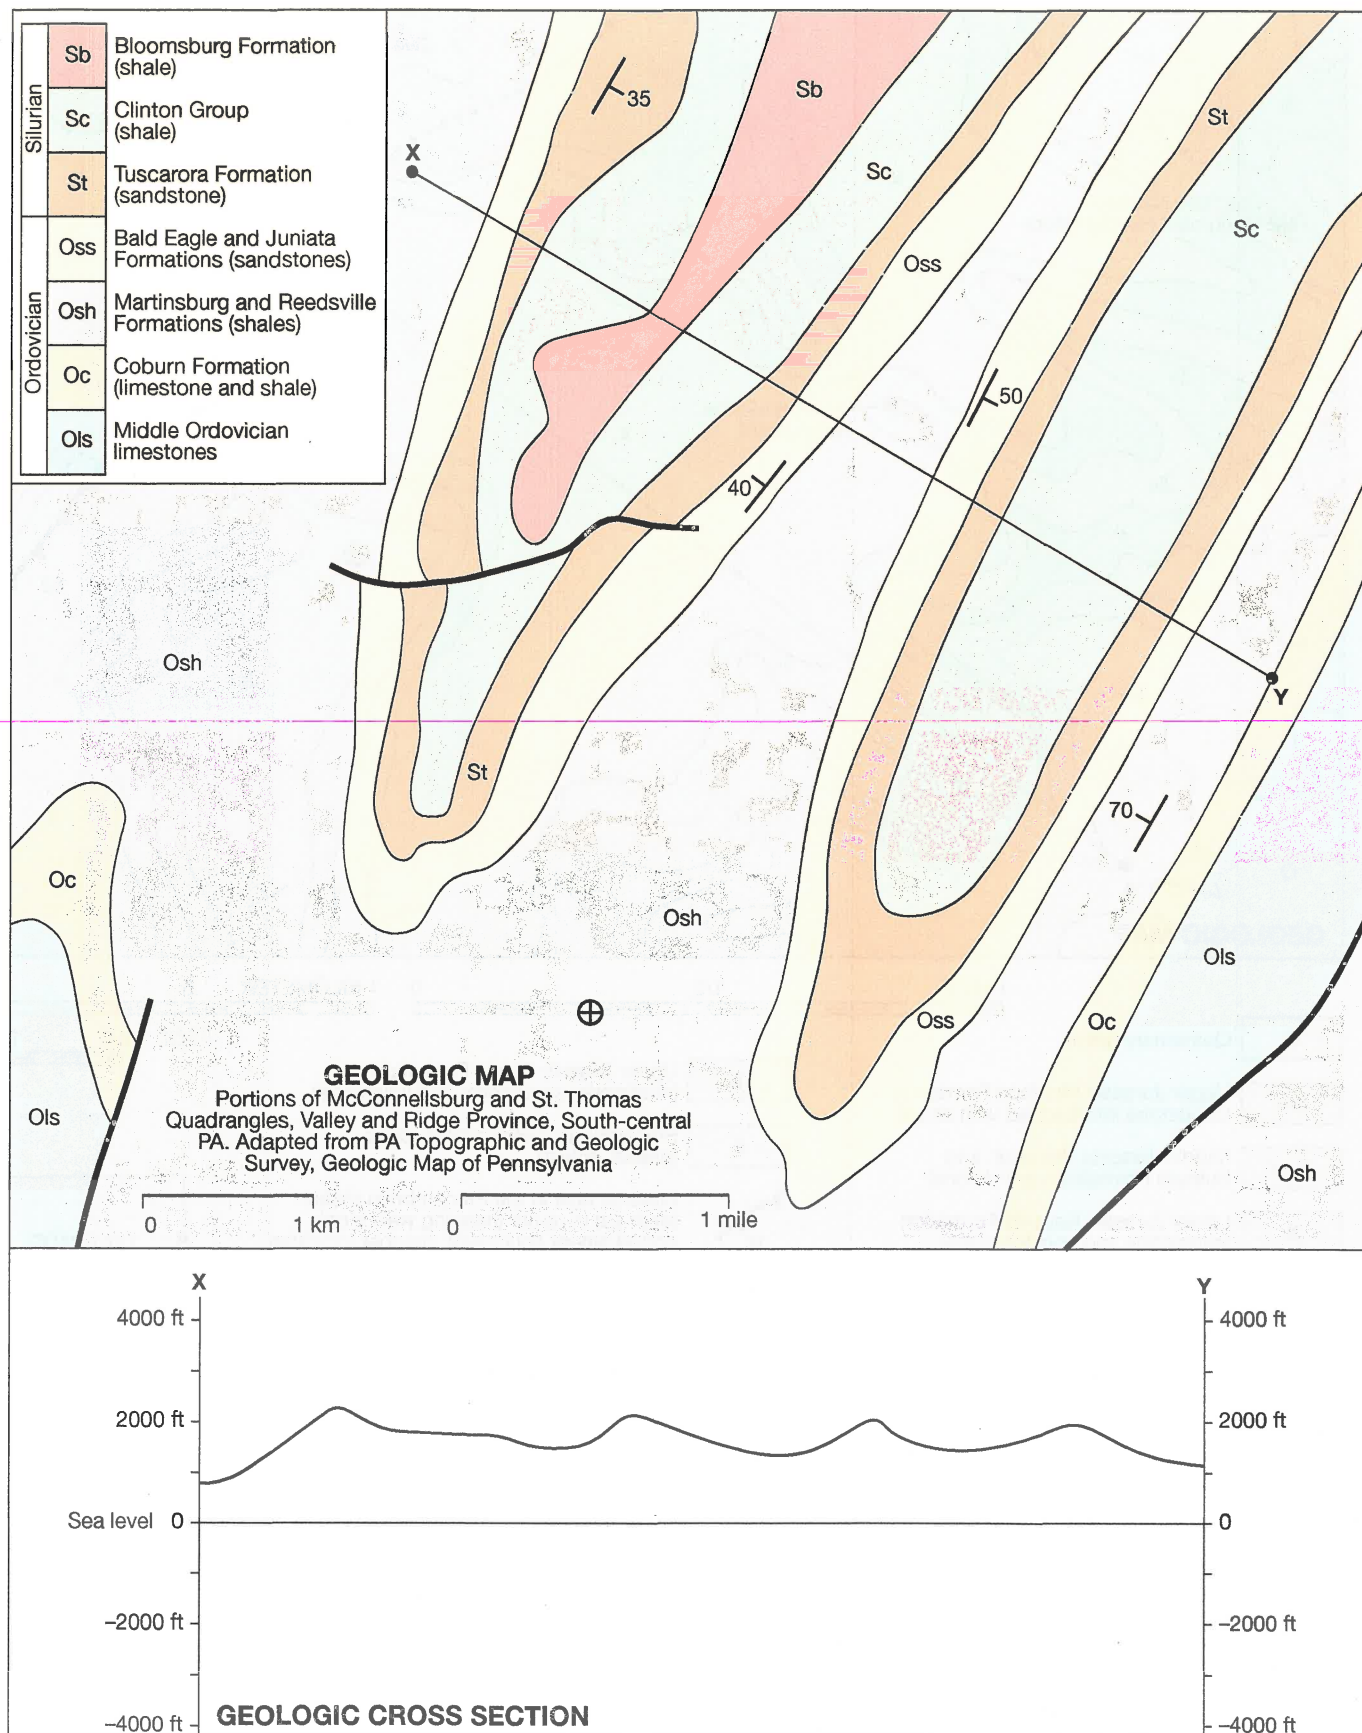 Silurian
Sb
Bloomsburg Formation
(shale)
Sc
Clinton Group
(shale)
St
Tuscarora Formation
(sandstone)
Ordovician
Oss
Bald Eagle and Juniata
Formations (sandstones)
Osh
Martinsburg and Reedsville
Formations (shales)
Oc
Coburn Formation
(limestone and shale)
Ols
Middle Ordovician
limestones
35
Sb
St
X
Sc
Sc
Oss
50
40
Osh
Y
St
70
Oc
Osh
Ols
Oss
Oc
Ols
Osh
GEOLOGIC MAP
Portions of McConnellsburg and St. Thomas
Quadrangles, Valley and Ridge Province, South-central
PA. Adapted from PA Topographic and Geologic
Survey, Geologic Map of Pennsylvania
0 1 km 0 1 mile
X Y
4000 ft 4000 ft
2000 ft 2000 ft
Sea level 0 0
–2000 ft –2000 ft
–4000 ft –4000 ft
GEOLOGIC CROSS SECTION